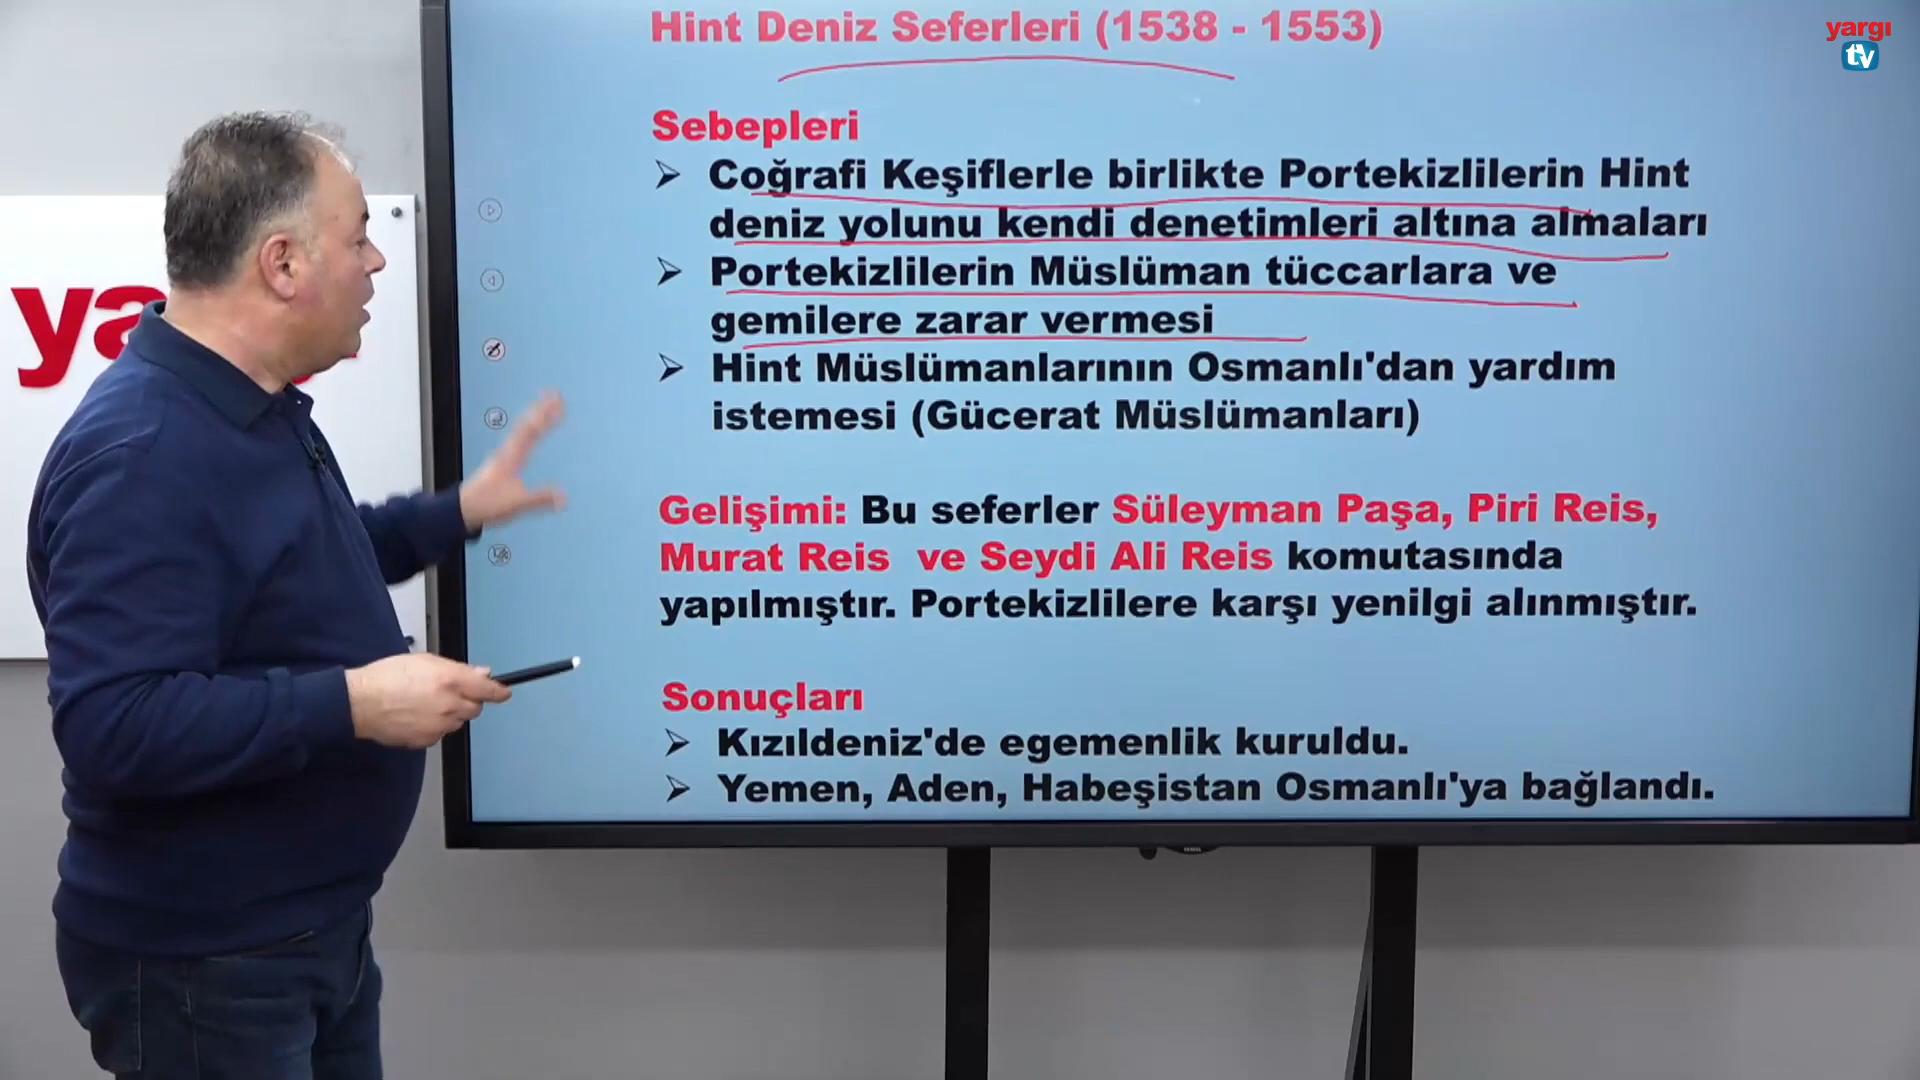 yargı
tv
Hint Deniz Seferleri (1538 - 1553)
Sebepleri
➢ Coğrafi Keşiflerle birlikte Portekizlilerin Hint
deniz yolunu kendi denetimleri altına almaları
➢ Portekizlilerin Müslüman tüccarlara ve
gemilere zarar vermesi
➢ Hint Müslümanlarının Osmanlı'dan yardım
istemesi (Gücerat Müslümanları)
Gelişimi: Bu seferler Süleyman Paşa, Piri Reis,
Murat Reis ve Seydi Ali Reis komutasında
yapılmıştır. Portekizlilere karşı yenilgi alınmıştır.
Sonuçları
➢ Kızıldeniz'de egemenlik kuruldu.
➢ Yemen, Aden, Habeşistan Osmanlı'ya bağlandı.